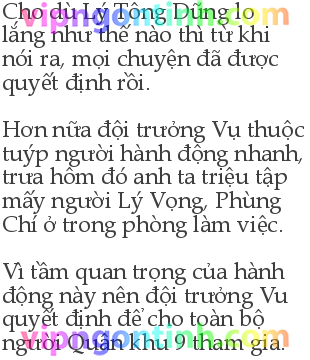 Cho dù Lý Tông Dũng lo
lắng như thế nào thì từ khi
nói ra, mọi chuyện đã được
quyết định rồi.
Hơn nữa đội trưởng Vụ thuộc
tuýp người hành động nhanh,
trưa hôm đó anh ta triệu tập
mấy người Lý Vọng, Phùng
Chí ở trong phòng làm việc.
Vì tầm quan trọng của hành
động này nên đội trưởng Vu
quyết định để cho toàn bộ
người Quân khu 9 tham gia.
vipngontinh.com
vipngontinh.com